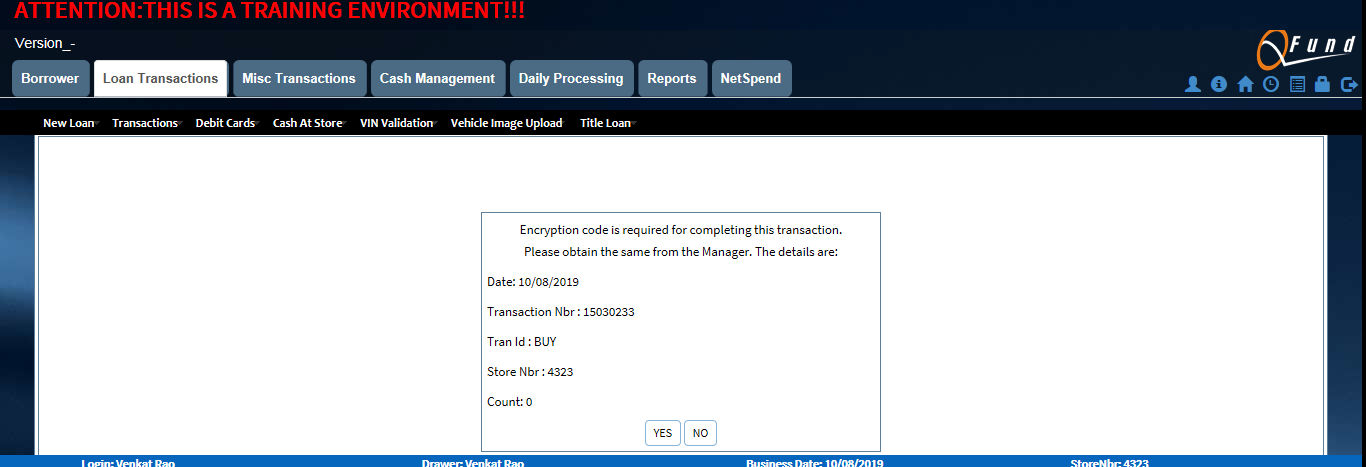 ATTENTION:THIS IS A TRAINING ENVIRONMENT!!!
Version_-
QFund
Borrower Loan Transactions Misc Transactions Cash Management Daily Processing Reports NetSpend
New Loan Transactions Debit Cards Cash At Store VIN Validation Vehicle Image Upload Title Loan
Encryption code is required for completing this transaction.
Please obtain the same from the Manager. The details are:
Date: 10/08/2019
Transaction Nbr : 15030233
Tran Id : BUY
Store Nbr : 4323
Count: 0
YES NO
Login: Venkat Rao Drawer: Venkat Rao Business Date: 10/08/2019 StoreNbr: 4323